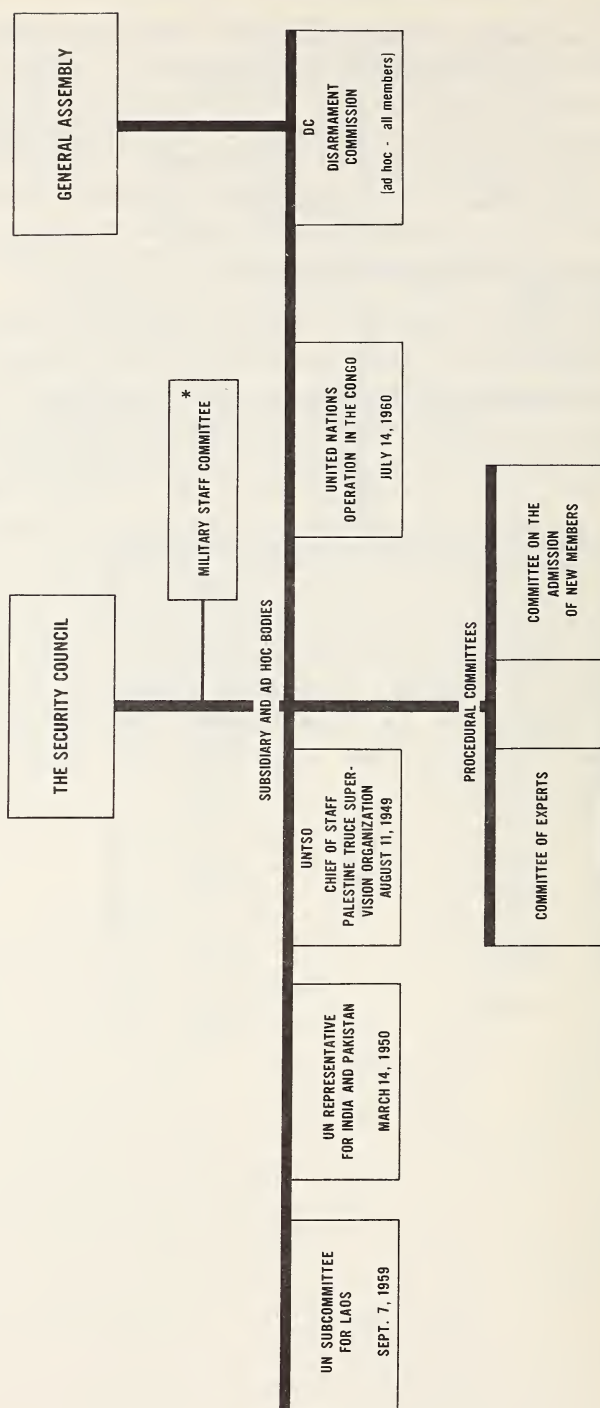 THE SECURITY COUNCIL
GENERAL ASSEMBLY
MILITARY STAFF COMMITTEE *
SUBSIDIARY AND AD HOC BODIES
UN SUBCOMMITTEE
FOR LAOS
SEPT. 7, 1959
UN REPRESENTATIVE
FOR INDIA AND PAKISTAN
MARCH 14, 1950
UNTSO
CHIEF OF STAFF
PALESTINE TRUCE SUPER-
VISION ORGANIZATION
AUGUST 11, 1949
UNITED NATIONS
OPERATION IN THE CONGO
JULY 14, 1960
DC
DISARMAMENT
COMMISSION
(ad hoc - all members)
PROCEDURAL COMMITTEES
COMMITTEE OF EXPERTS
COMMITTEE ON THE
ADMISSION
OF NEW MEMBERS